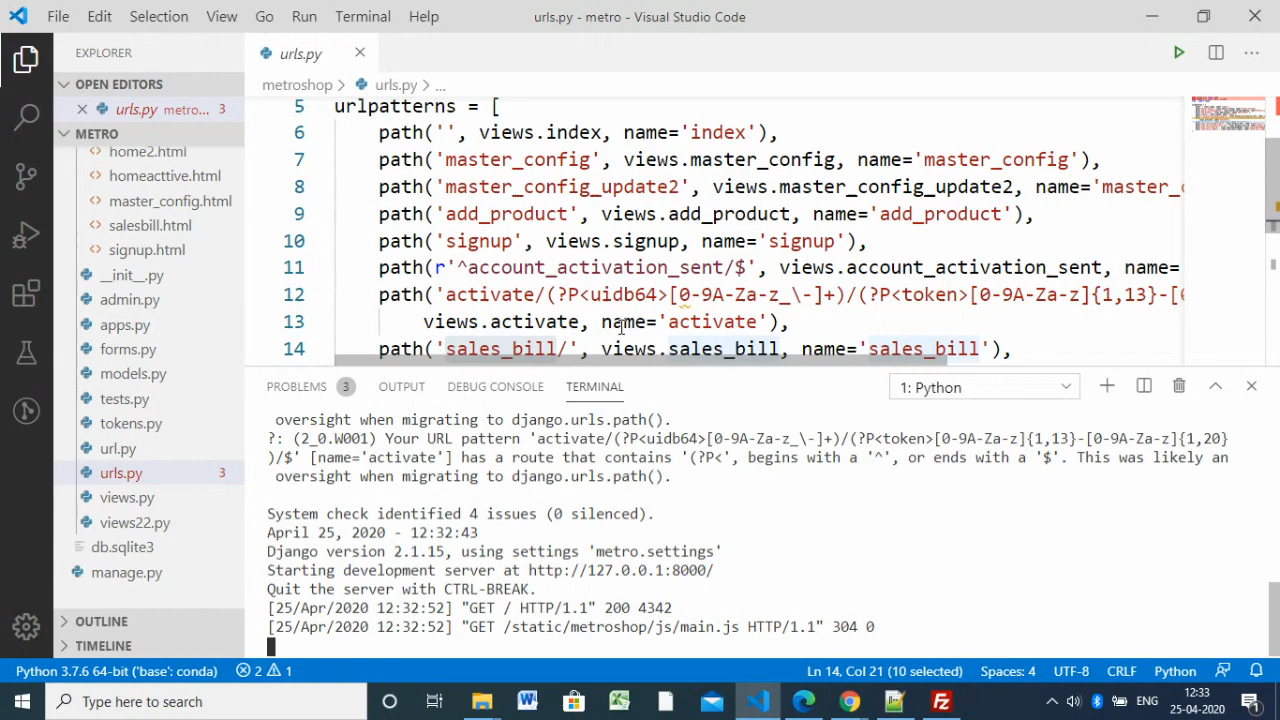 File Edit Selection View Go Run Terminal Help urls.py - metro - Visual Studio Code
EXPLORER
OPEN EDITORS
urls.py metro... 3
METRO
home2.html
homeacttive.html
master_config.html
salesbill.html
signup.html
__init__.py
admin.py
apps.py
forms.py
models.py
tests.py
tokens.py
url.py
urls.py 3
views.py
views22.py
db.sqlite3
manage.py
OUTLINE
TIMELINE
urls.py
metroshop > urls.py > ...
5 urlpatterns = [
6 path('', views.index, name='index'),
7 path('master_config', views.master_config, name='master_config'),
8 path('master_config_update2', views.master_config_update2, name='master_c
9 path('add_product', views.add_product, name='add_product'),
10 path('signup', views.signup, name='signup'),
11 path(r'^account_activation_sent/$', views.account_activation_sent, name=
12 path('activate/(?P<uidb64>[0-9A-Za-z_\-]+)/(?P<token>[0-9A-Za-z]{1,13}-[0
13 views.activate, name='activate'),
14 path('sales_bill/', views.sales_bill, name='sales_bill'),
PROBLEMS 3 OUTPUT DEBUG CONSOLE TERMINAL 1: Python
oversight when migrating to django.urls.path().
?: (2_0.W001) Your URL pattern 'activate/(?P<uidb64>[0-9A-Za-z_\-]+)/(?P<token>[0-9A-Za-z]{1,13}-[0-9A-Za-z]{1,20}
)/$' [name='activate'] has a route that contains '(?P<', begins with a '^', or ends with a '$'. This was likely an
oversight when migrating to django.urls.path().
System check identified 4 issues (0 silenced).
April 25, 2020 - 12:32:43
Django version 2.1.15, using settings 'metro.settings'
Starting development server at http://127.0.0.1:8000/
Quit the server with CTRL-BREAK.
[25/Apr/2020 12:32:52] "GET / HTTP/1.1" 200 4342
[25/Apr/2020 12:32:52] "GET /static/metroshop/js/main.js HTTP/1.1" 304 0
Python 3.7.6 64-bit ('base': conda) 2 1 Ln 14, Col 21 (10 selected) Spaces: 4 UTF-8 CRLF Python
Type here to search ENG 12:33
25-04-2020